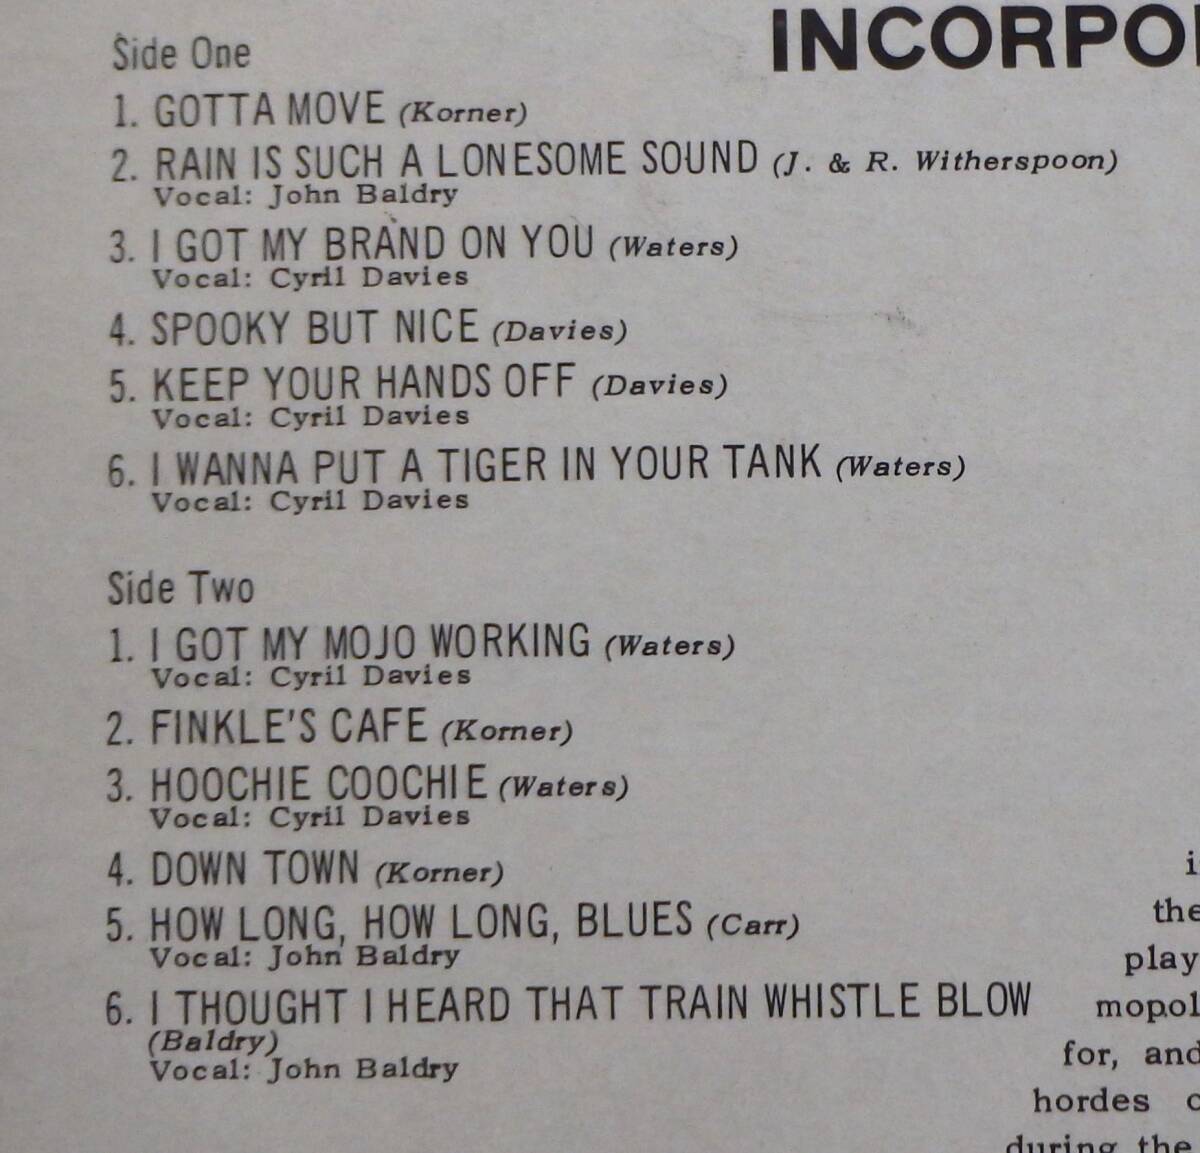 INCORPO
Side One
1. GOTTA MOVE (Korner)
2. RAIN IS SUCH A LONESOME SOUND (J. & R. Witherspoon)
Vocal: John Baldry
3. I GOT MY BRAND ON YOU (Waters)
Vocal: Cyril Davies
4. SPOOKY BUT NICE (Davies)
5. KEEP YOUR HANDS OFF (Davies)
Vocal: Cyril Davies
6. I WANNA PUT A TIGER IN YOUR TANK (Waters)
Vocal: Cyril Davies
Side Two
1. I GOT MY MOJO WORKING (Waters)
Vocal: Cyril Davies
2. FINKLE'S CAFE (Korner)
3. HOOCHIE COOCHIE (Waters)
Vocal: Cyril Davies
4. DOWN TOWN (Korner)
5. HOW LONG, HOW LONG, BLUES (Carr)
Vocal: John Baldry
6. I THOUGHT I HEARD THAT TRAIN WHISTLE BLOW
(Baldry)
Vocal: John Baldry
i
the
play
mopol
for, and
hordes
during the